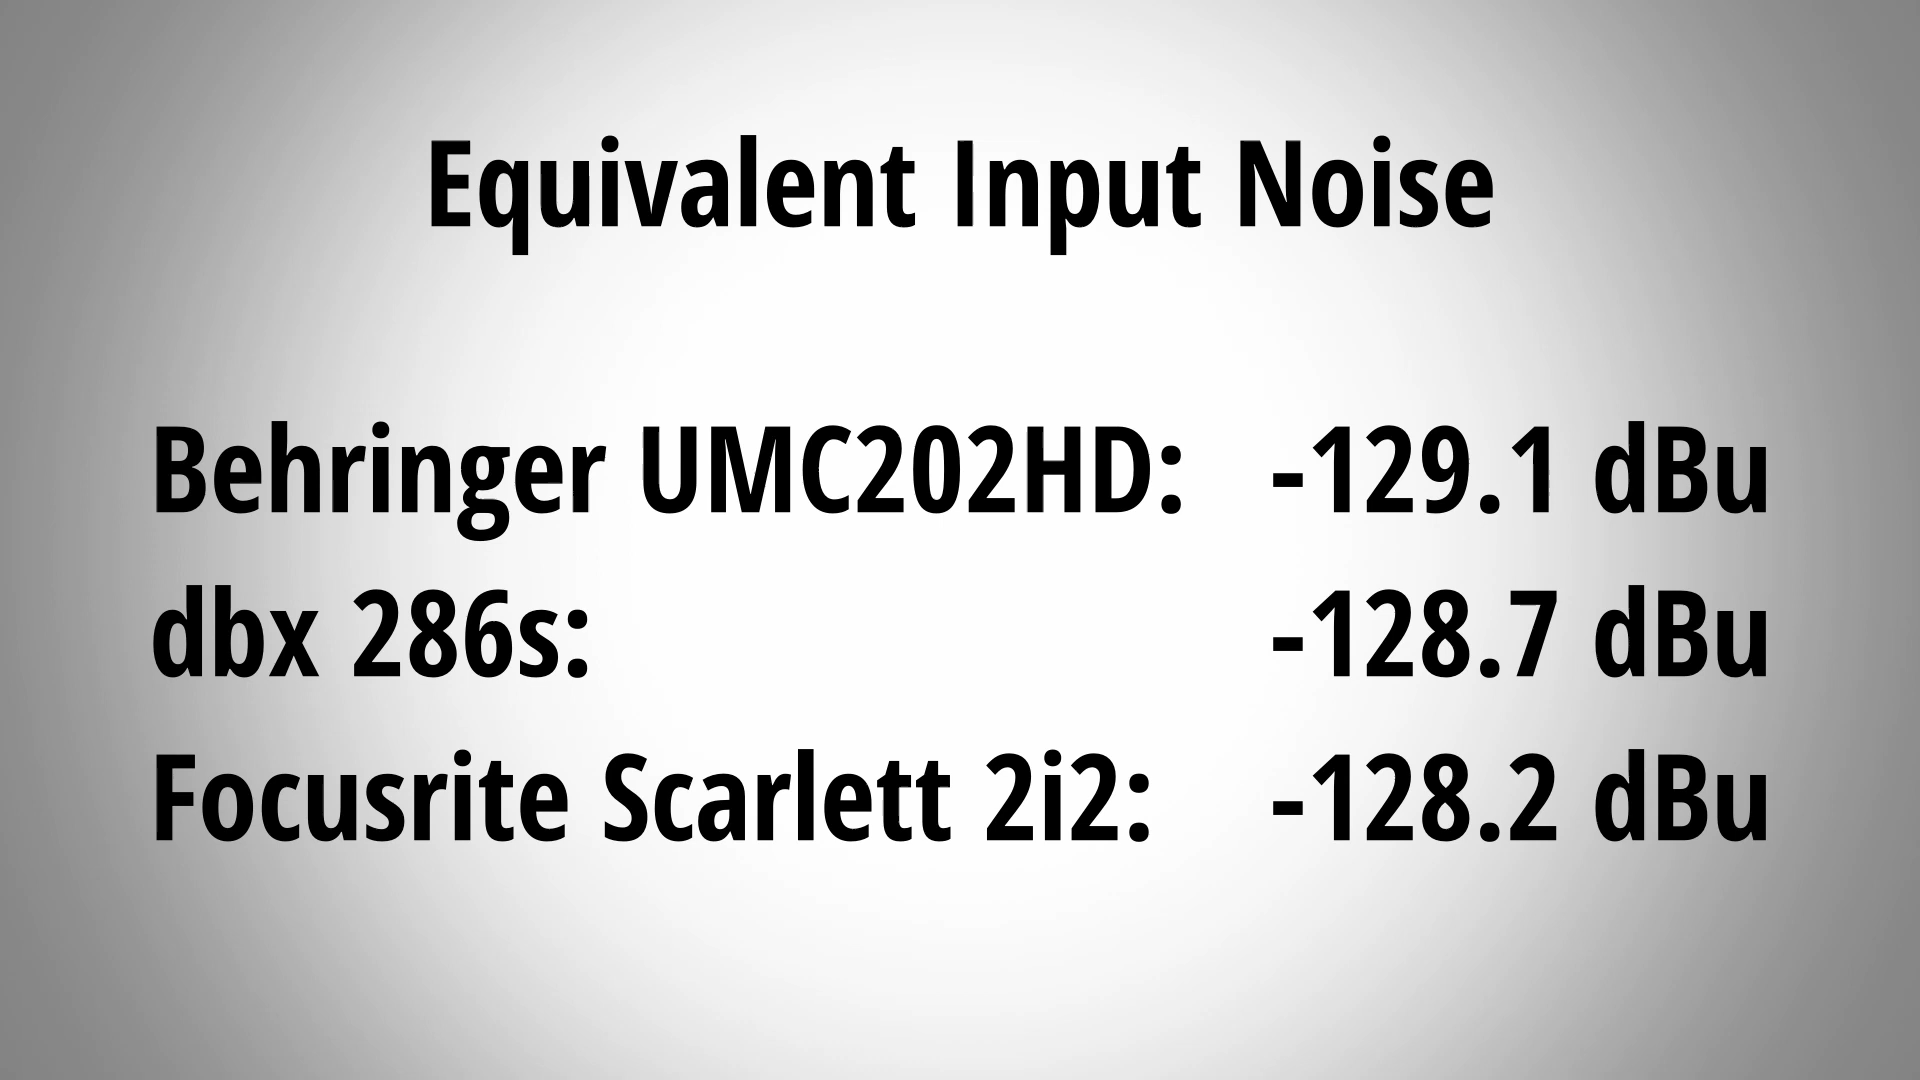 Equivalent Input Noise
Behringer UMC202HD: -129.1 dBu
dbx 286s: -128.7 dBu
Focusrite Scarlett 2i2: -128.2 dBu